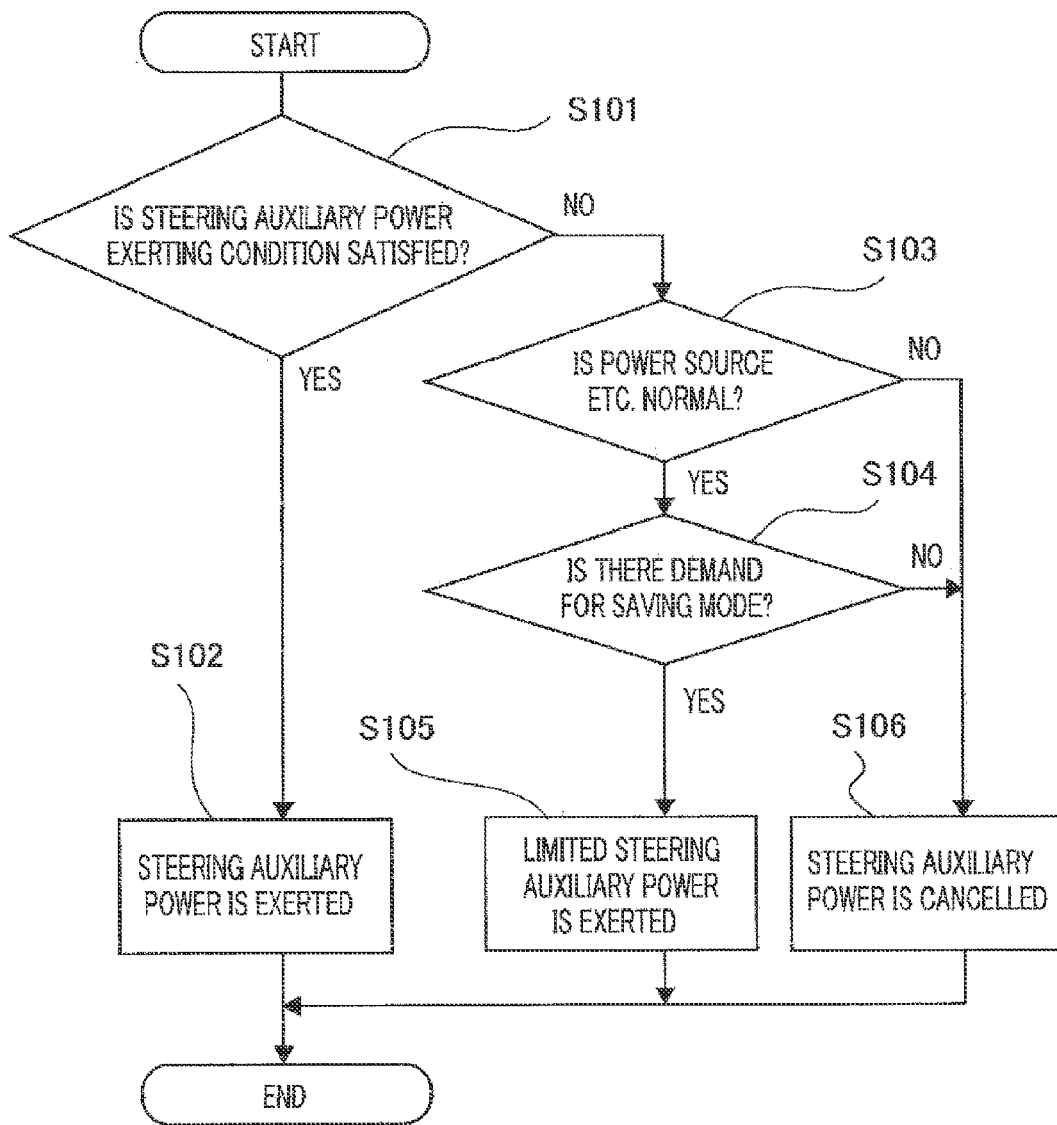 START
S101
IS STEERING AUXILIARY POWER
EXERTING CONDITION SATISFIED?
NO
YES
S103
IS POWER SOURCE
ETC. NORMAL?
NO
YES
S104
IS THERE DEMAND
FOR SAVING MODE?
NO
YES
S102
STEERING AUXILIARY
POWER IS EXERTED
S105
LIMITED STEERING
AUXILIARY POWER
IS EXERTED
S106
STEERING AUXILIARY
POWER IS CANCELLED
END